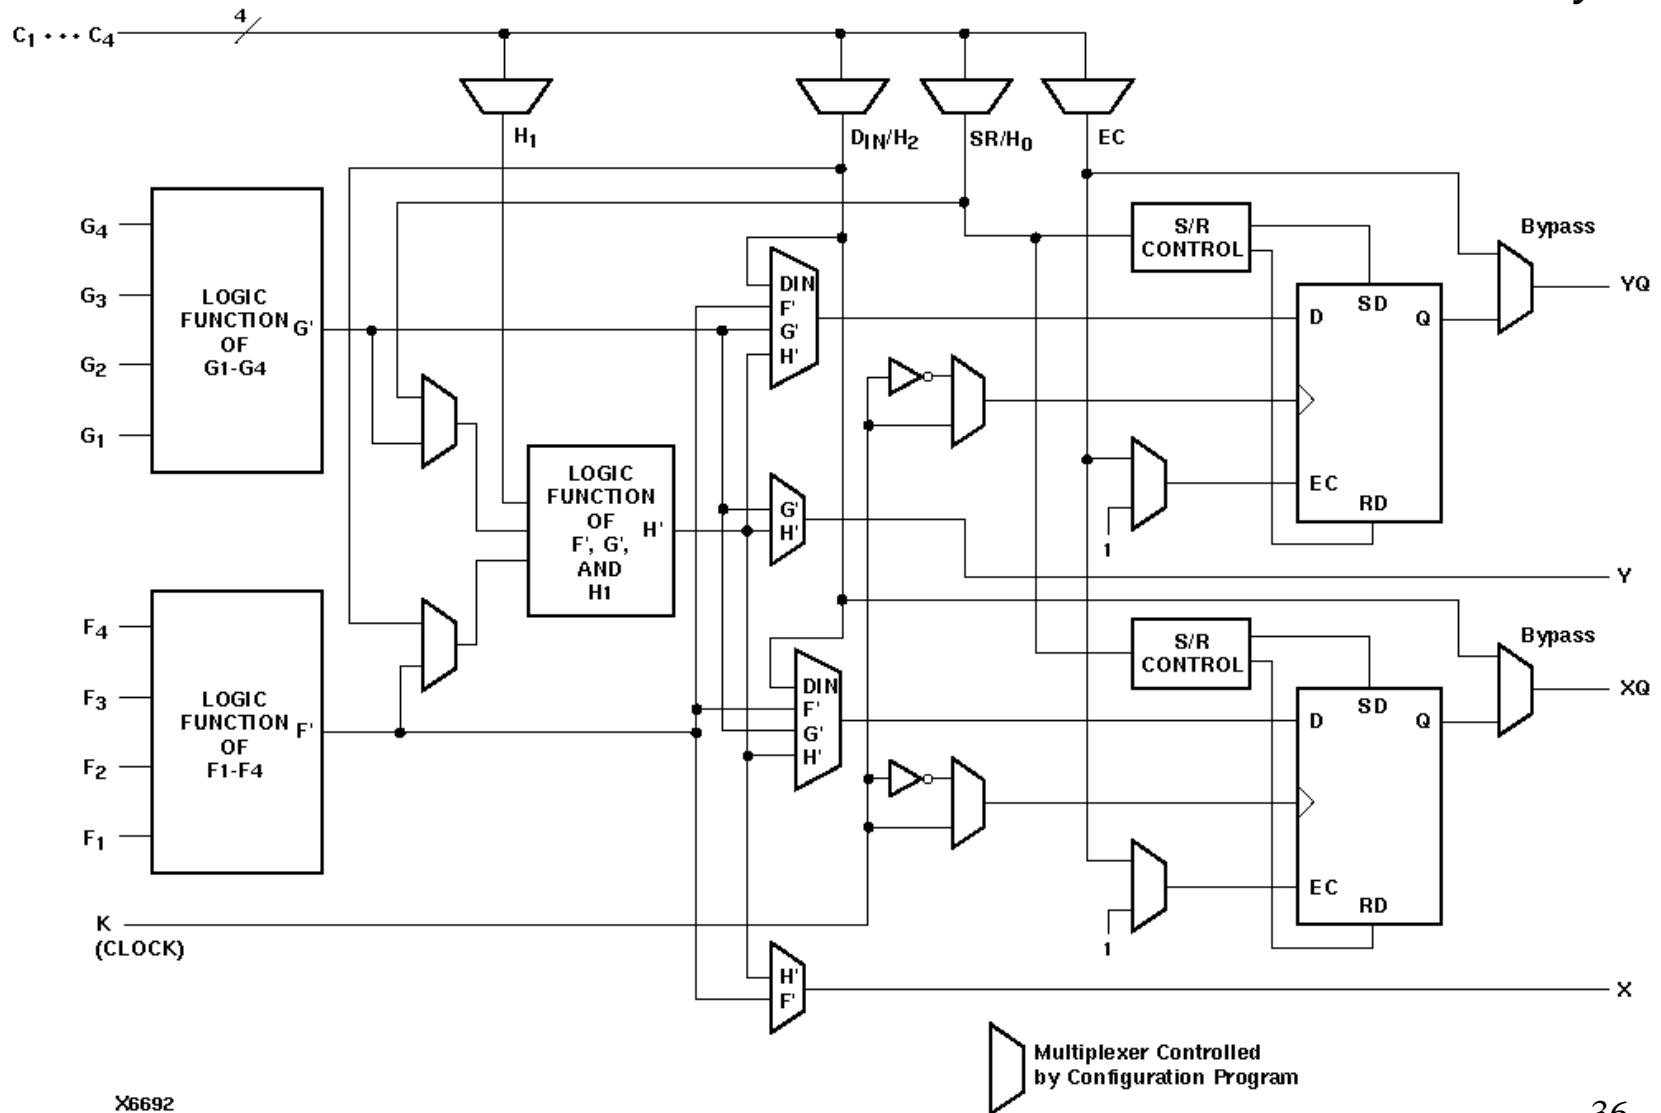 4
C1 • • • C4
H1
DIN/H2
SR/H0
EC
G4
G3
G2
G1
LOGIC
FUNCTION
OF
G1-G4
G'
DIN
F'
G'
H'
S/R
CONTROL
Bypass
YQ
D
SD
Q
EC
RD
1
LOGIC
FUNCTION
OF
F', G',
AND
H1
H'
G'
H'
Y
F4
F3
F2
F1
LOGIC
FUNCTION
OF
F1-F4
F'
DIN
F'
G'
H'
S/R
CONTROL
Bypass
XQ
D
SD
Q
EC
RD
1
K
(CLOCK)
H'
F'
X
Multiplexer Controlled
by Configuration Program
X6692
36